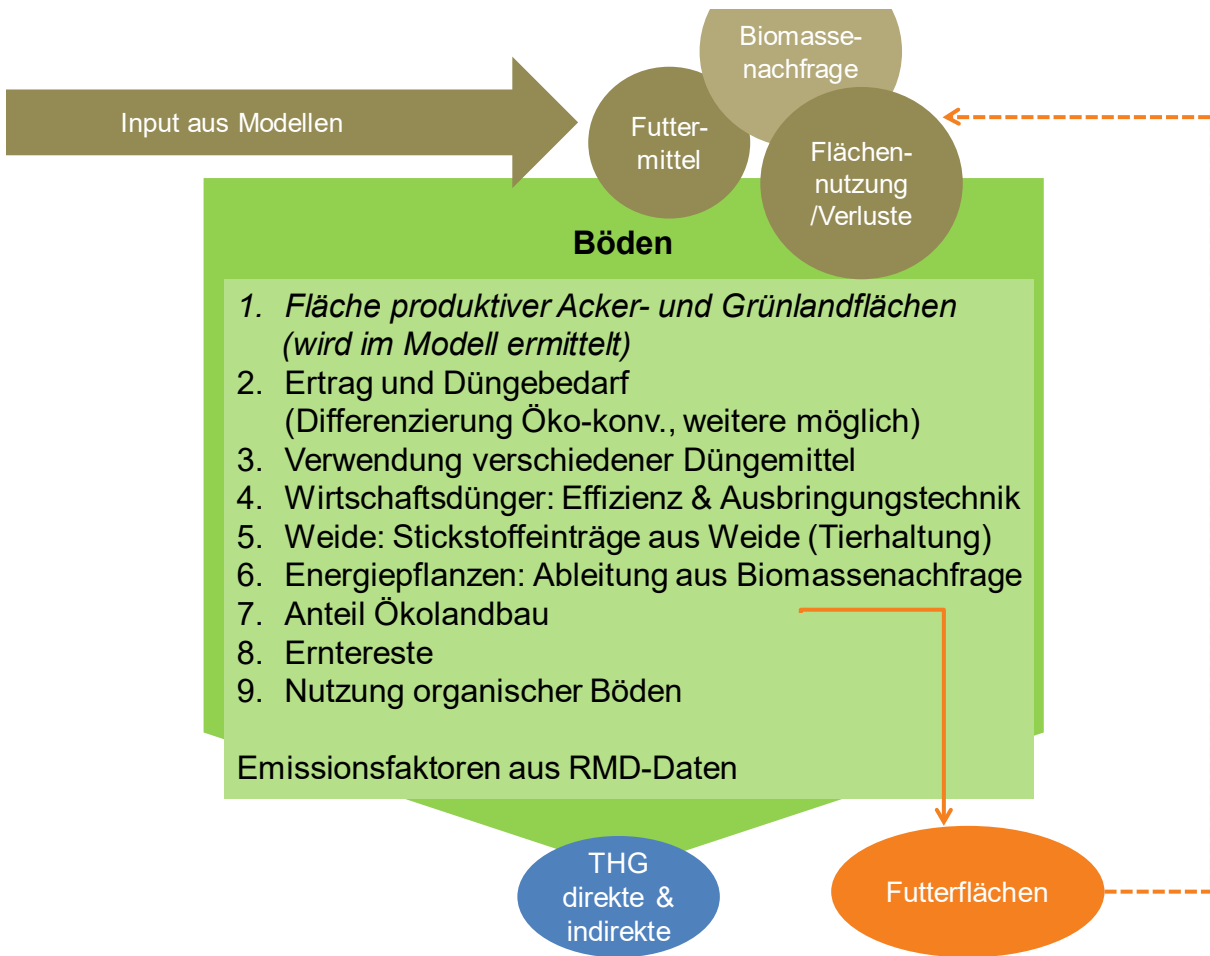 Biomasse-
nachfrage
Input aus Modellen
Futter-
mittel
Flächen-
nutzung
/Verluste
Böden
1. Fläche produktiver Acker- und Grünlandflächen
(wird im Modell ermittelt)
2. Ertrag und Düngebedarf
(Differenzierung Öko-konv., weitere möglich)
3. Verwendung verschiedener Düngemittel
4. Wirtschaftsdünger: Effizienz & Ausbringungstechnik
5. Weide: Stickstoffeinträge aus Weide (Tierhaltung)
6. Energiepflanzen: Ableitung aus Biomassenachfrage
7. Anteil Ökolandbau
8. Erntereste
9. Nutzung organischer Böden
Emissionsfaktoren aus RMD-Daten
THG
direkte &
indirekte
Futterflächen